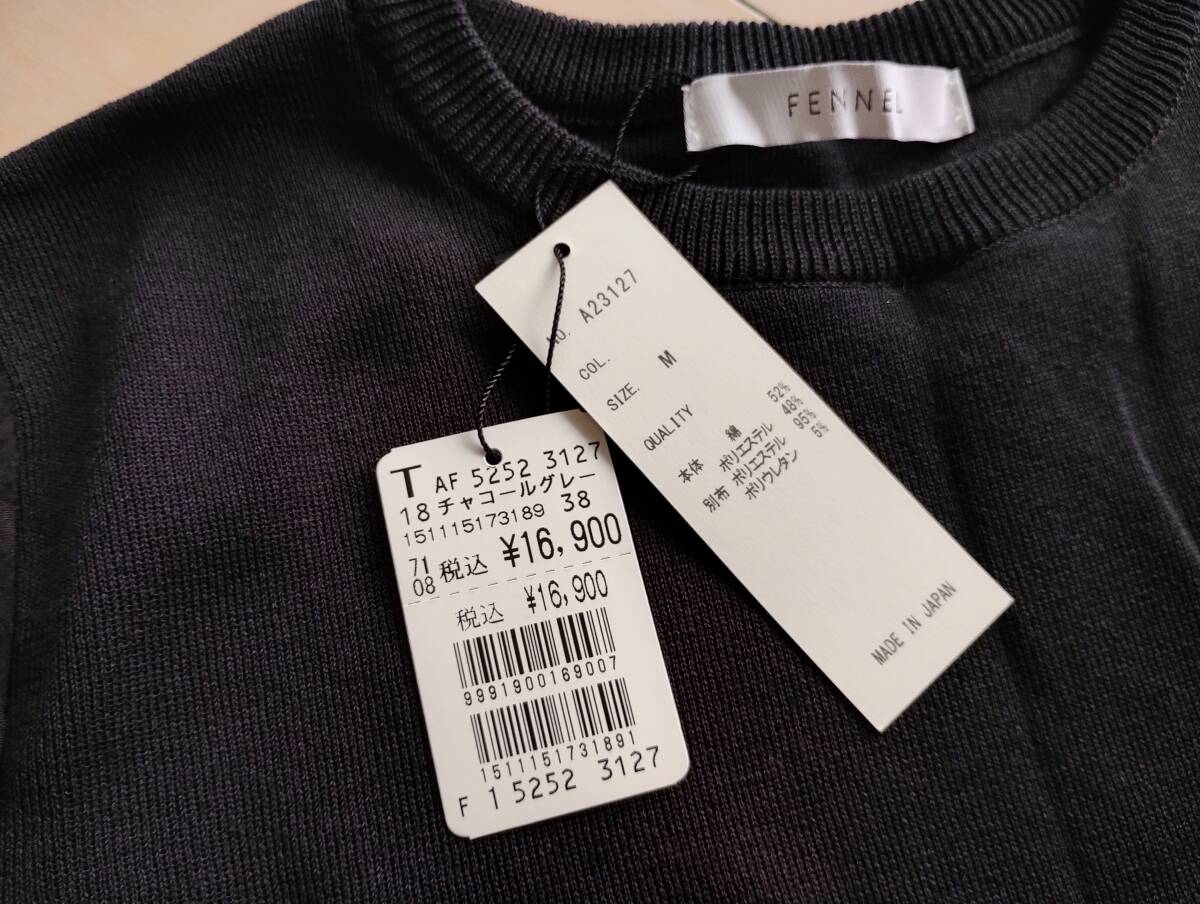 FENNEL
NO. A23127
COL.
SIZE. M
QUALITY
本体 綿 52%
ポリエステル 48%
別布 ポリエステル 95%
ポリウレタン 5%
MADE IN JAPAN
T AF 5252 3127
18 チャコールグレー
151115173189 38
71
08 税込 ¥16,900
税込 ¥16,900
9991900169007
1511151731891
F 1 5252 3127